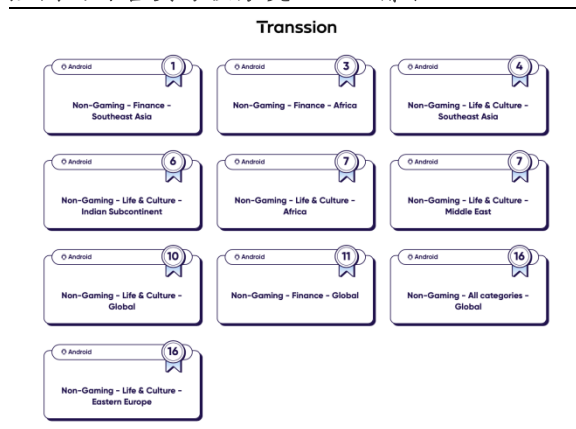 Transsion
Android 1
Non-Gaming - Finance -
Southeast Asia
Android 3
Non-Gaming - Finance - Africa
Android 4
Non-Gaming - Life & Culture -
Southeast Asia
Android 6
Non-Gaming - Life & Culture -
Indian Subcontinent
Android 7
Non-Gaming - Life & Culture -
Africa
Android 7
Non-Gaming - Life & Culture -
Middle East
Android 10
Non-Gaming - Life & Culture -
Global
Android 11
Non-Gaming - Finance - Global
Android 16
Non-Gaming - All categories -
Global
Android 16
Non-Gaming - Life & Culture -
Eastern Europe